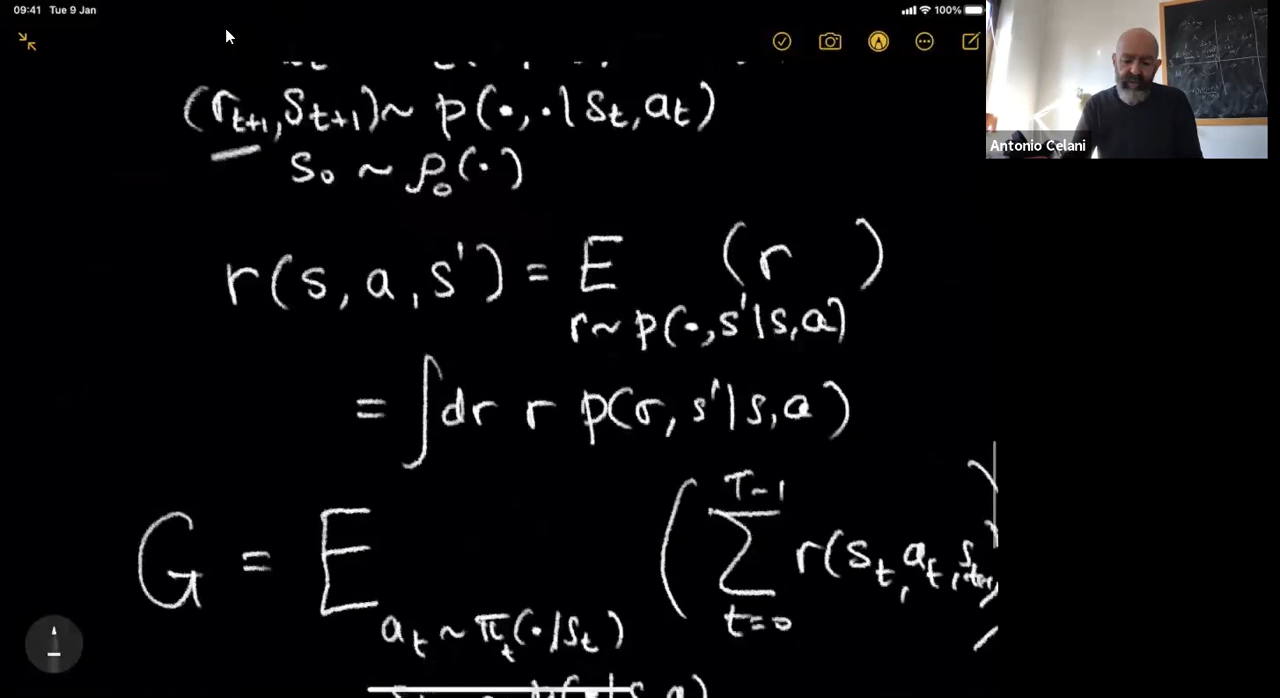 09:41 Tue 9 Jan 100%
(r_{t+1}, s_{t+1}) ~ p(·, ·| s_t, a_t)
s_0 ~ ρ_0(·)
r(s, a, s') = E (r)
r ~ p(·, s'| s, a)
= ∫ dr r p(r, s'| s, a)
G = E ( Σ_{t=0}^{T-1} r(s_t, a_t, s_{t+1})
a_t ~ π_t(·|s_t)
Antonio Celani